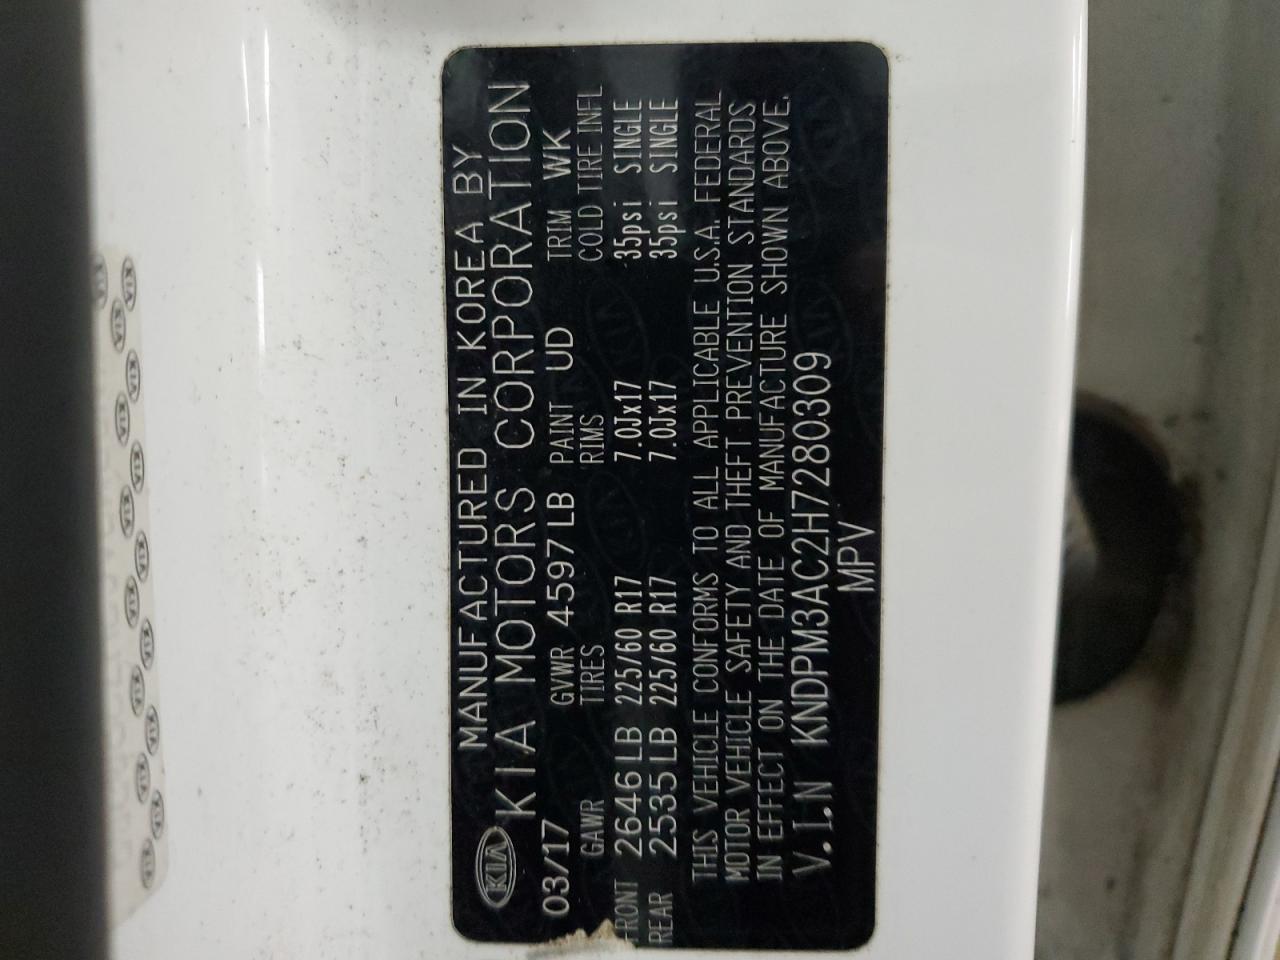 KIA
MANUFACTURED IN KOREA BY
KIA MOTORS CORPORATION
03/17 GVWR 4597 LB PAINT UD TRIM WK
GAWR TIRES RIMS COLD TIRE INFL
FRONT 2646 LB 225/60 R17 7.0Jx17 35psi SINGLE
REAR 2535 LB 225/60 R17 7.0Jx17 35psi SINGLE
THIS VEHICLE CONFORMS TO ALL APPLICABLE U.S.A. FEDERAL
MOTOR VEHICLE SAFETY AND THEFT PREVENTION STANDARDS
IN EFFECT ON THE DATE OF MANUFACTURE SHOWN ABOVE.
V.I.N KNDPM3AC2H7280309
MPV